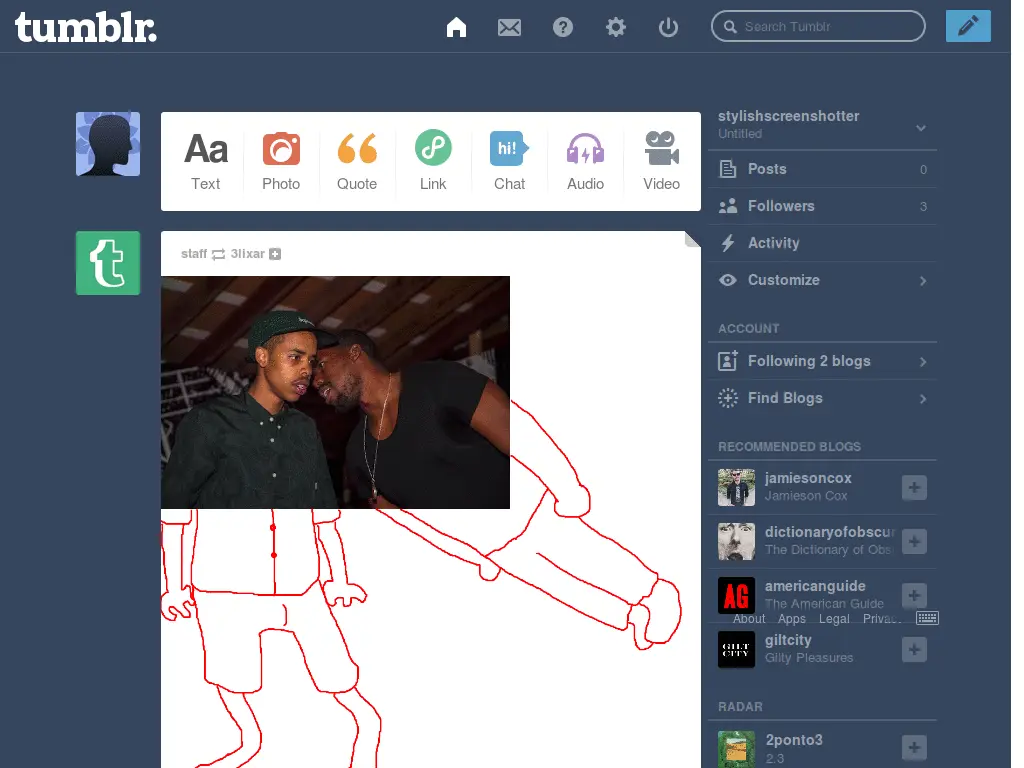 tumblr.
Search Tumblr
Aa
hi!
Text
Photo
Quote
Link
Chat
Audio
Video
staff 3lixar
stylishscreenshotter
Untitled
Posts 0
Followers 3
Activity
Customize
ACCOUNT
Following 2 blogs
Find Blogs
RECOMMENDED BLOGS
jamiesoncox
Jamieson Cox
dictionaryofobscu
The Dictionary of Obs
AG
americanguide
The American Guide
About Apps Legal Privac
GILT
CITY
giltcity
Gilty Pleasures
RADAR
2ponto3
2.3